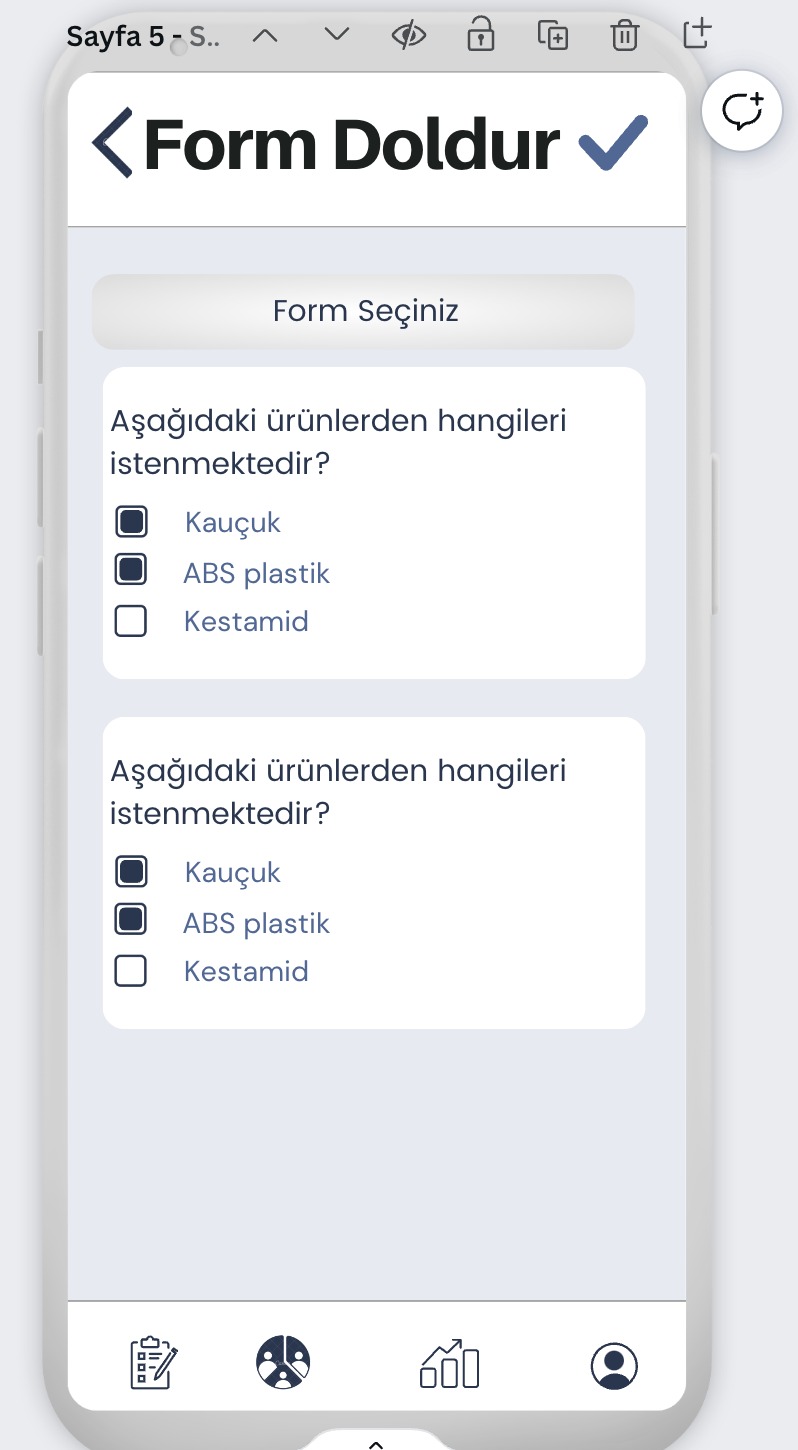 Sayfa 5 - S..
Form Doldur
Form Seçiniz
Aşağıdaki ürünlerden hangileri
istenmektedir?
Kauçuk
ABS plastik
Kestamid
Aşağıdaki ürünlerden hangileri
istenmektedir?
Kauçuk
ABS plastik
Kestamid